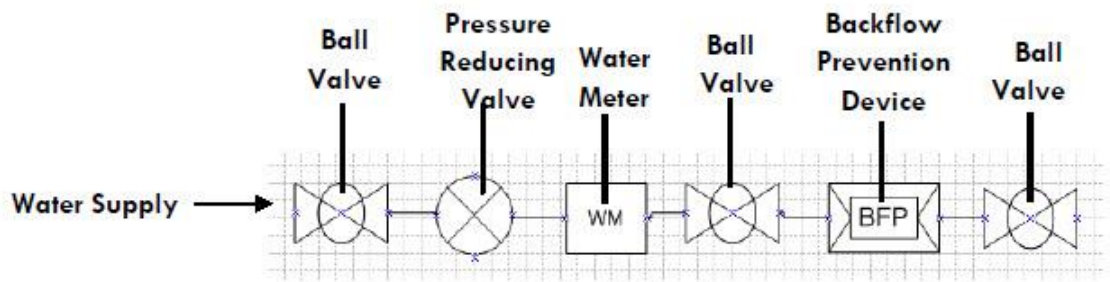 Ball
Valve
Pressure
Reducing
Valve
Water
Meter
Ball
Valve
Backflow
Prevention
Device
Ball
Valve
Water Supply
WM
BFP